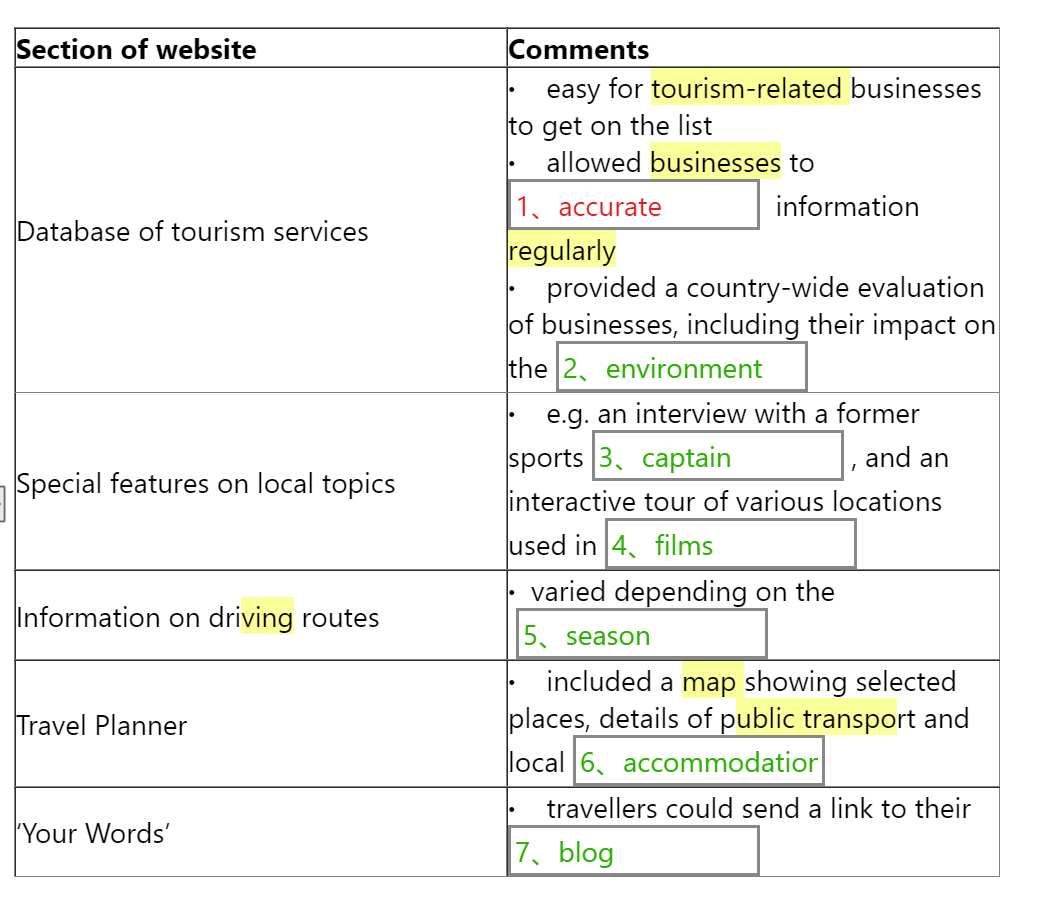 Section of website
Comments
Database of tourism services
• easy for tourism-related businesses
to get on the list
• allowed businesses to
1、accurate information
regularly
• provided a country-wide evaluation
of businesses, including their impact on
the 2、environment
Special features on local topics
• e.g. an interview with a former
sports 3、captain , and an
interactive tour of various locations
used in 4、films
Information on driving routes
• varied depending on the
5、season
Travel Planner
• included a map showing selected
places, details of public transport and
local 6、accommodatior
‘Your Words’
• travellers could send a link to their
7、blog